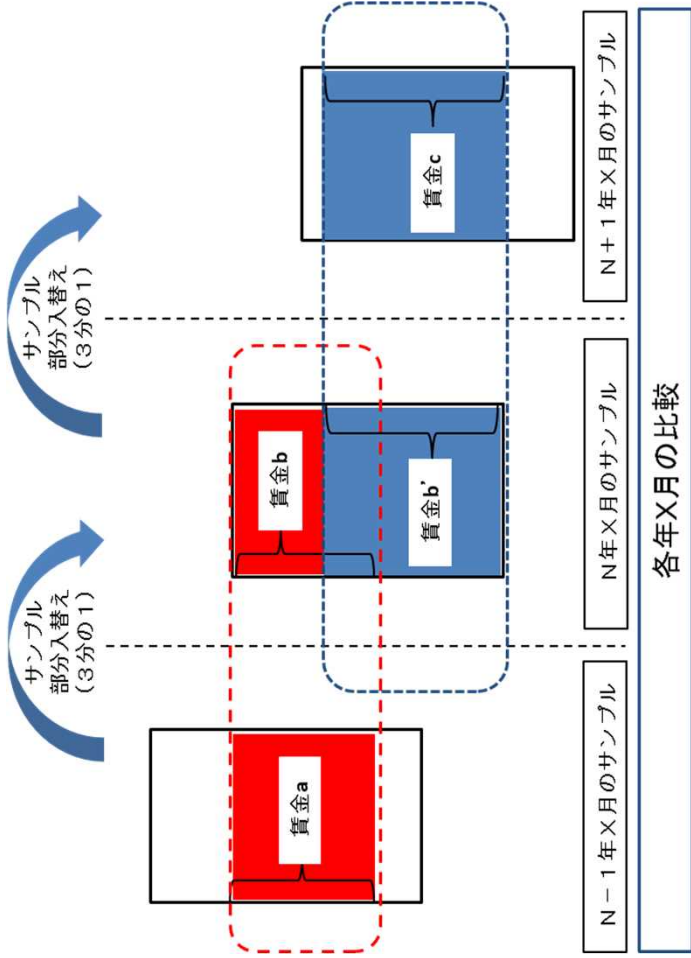 サンプル
部分入替え
(3分の1)
サンプル
部分入替え
(3分の1)
賃金a
賃金b
賃金b'
賃金c
N－1年X月のサンプル
N年X月のサンプル
N＋1年X月のサンプル
各年X月の比較